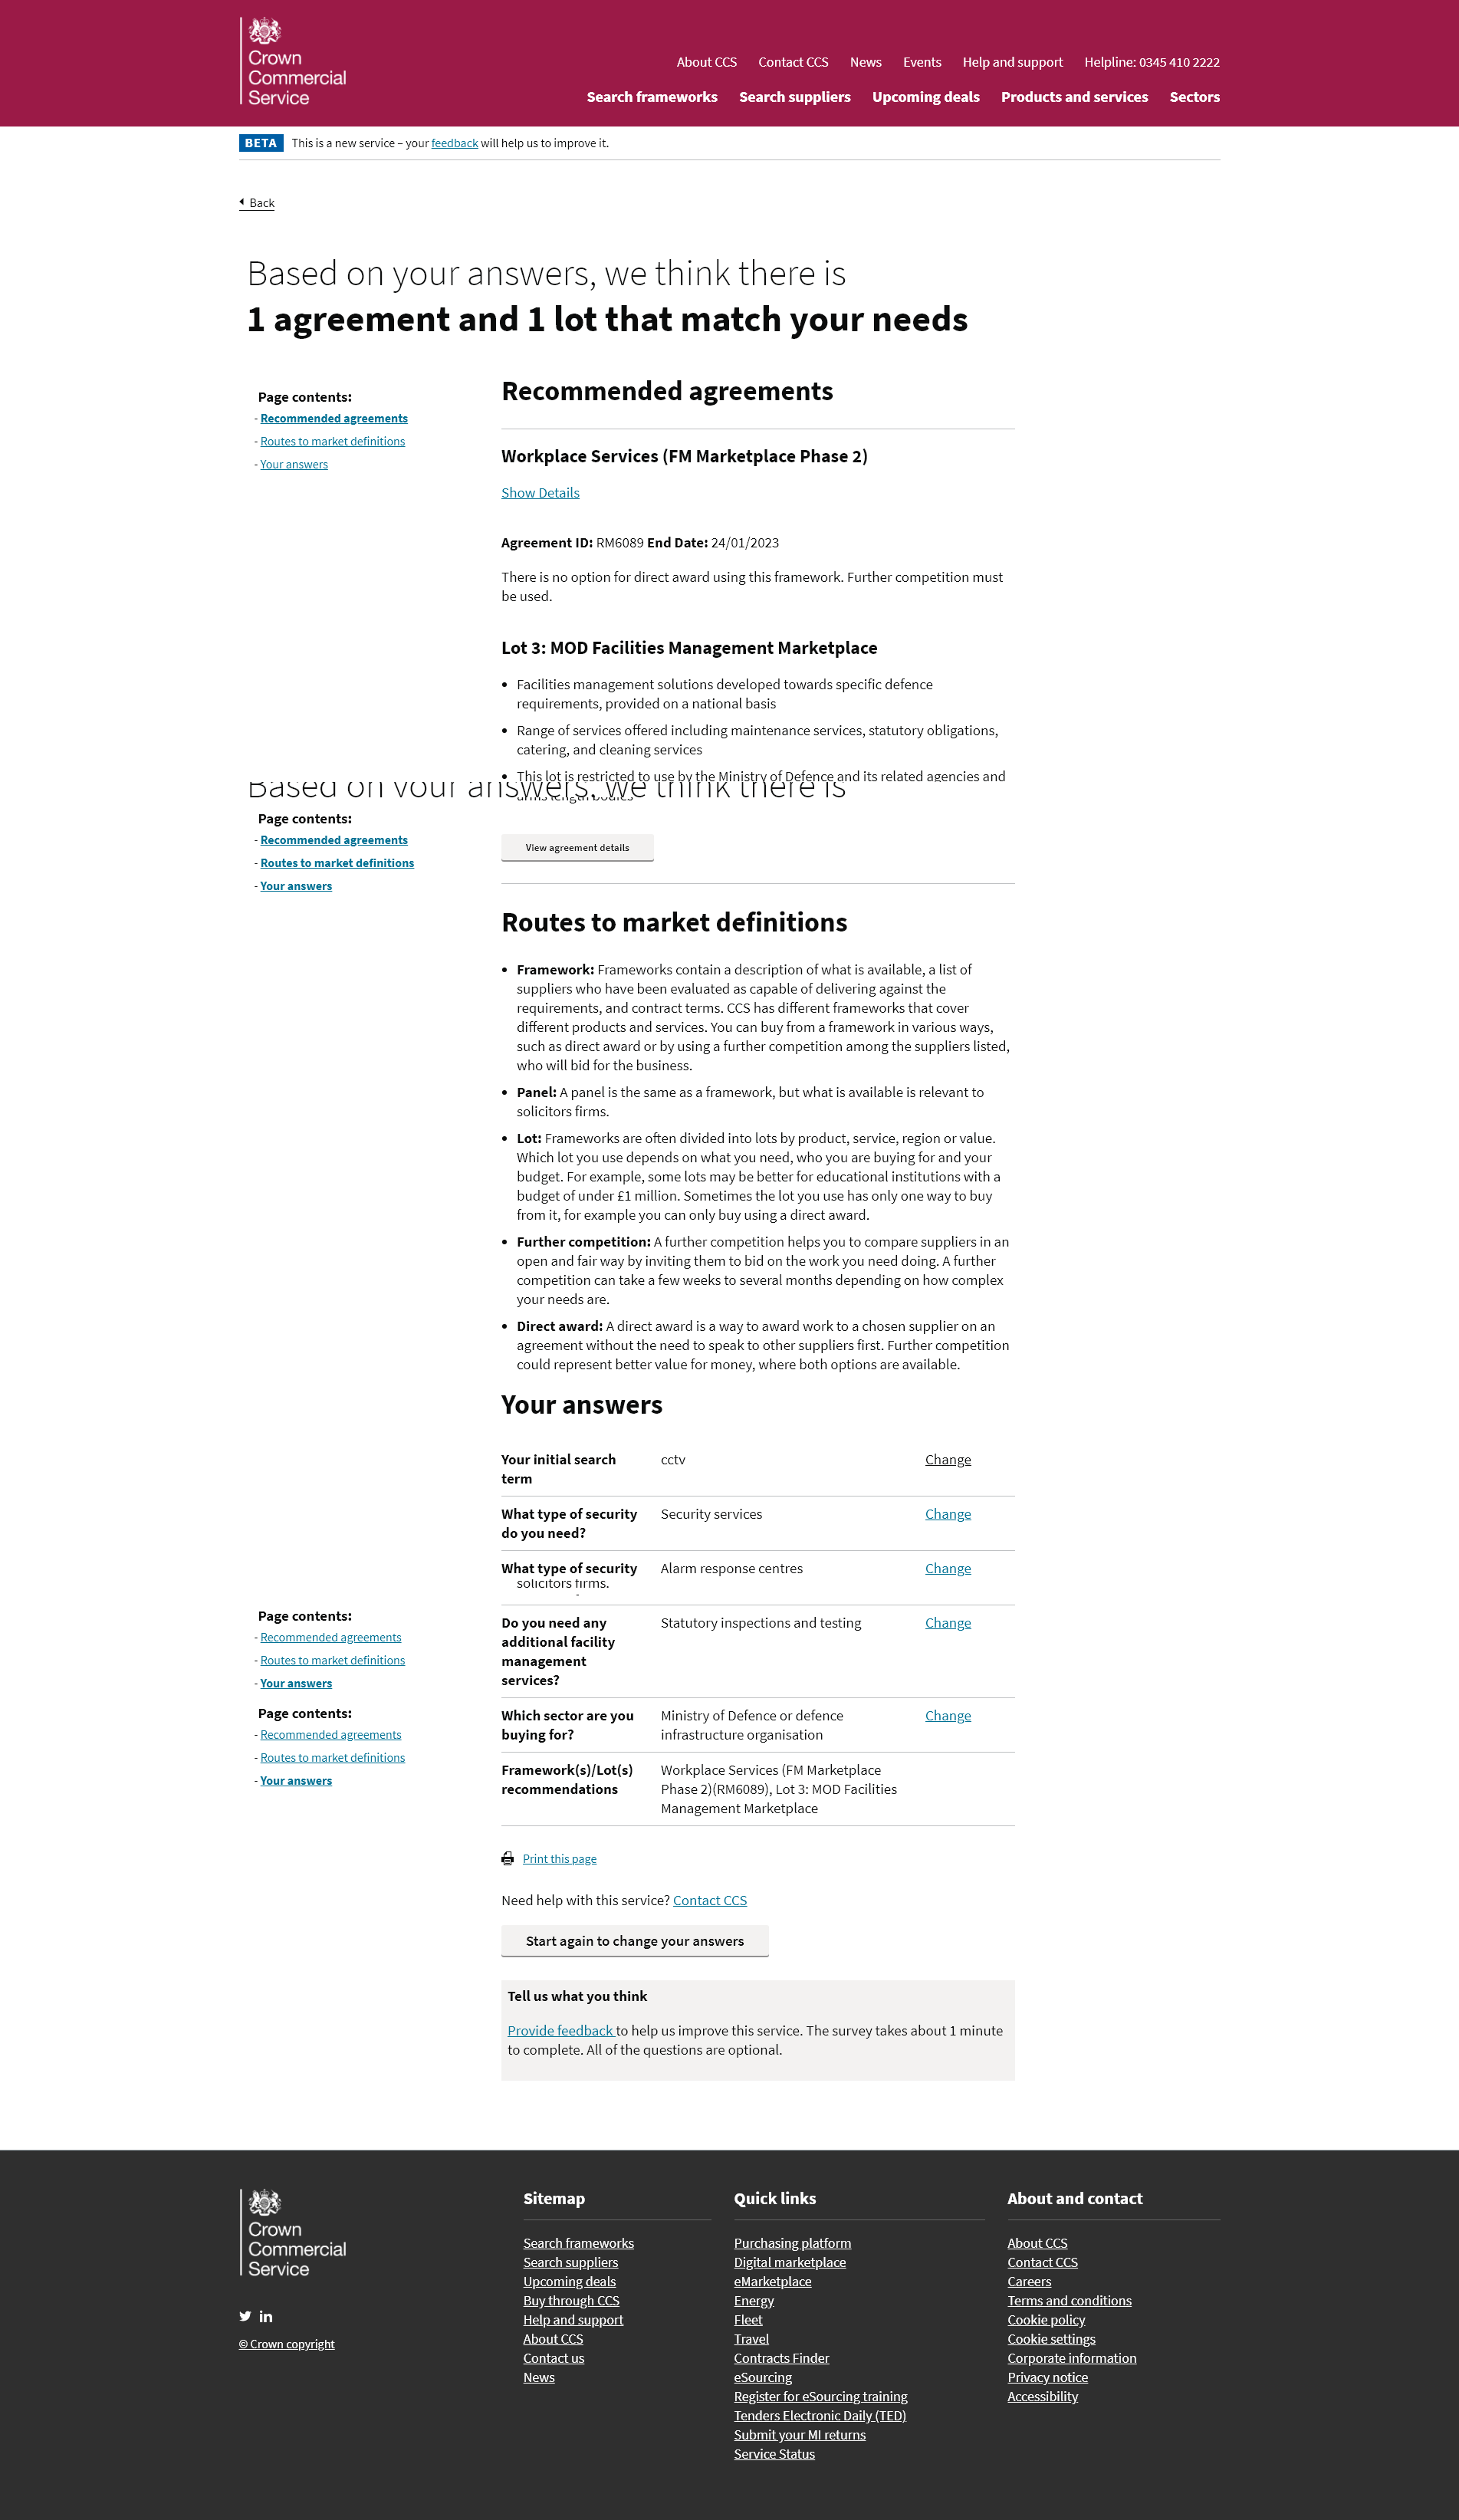 Crown
Commercial
Service
About CCS Contact CCS News Events Help and support Helpline: 0345 410 2222
Search frameworks Search suppliers Upcoming deals Products and services Sectors
BETA This is a new service – your feedback will help us to improve it.
Back
Based on your answers, we think there is
1 agreement and 1 lot that match your needs
Page contents:
- Recommended agreements
- Routes to market definitions
- Your answers
Recommended agreements
Workplace Services (FM Marketplace Phase 2)
Show Details
Agreement ID: RM6089 End Date: 24/01/2023
There is no option for direct award using this framework. Further competition must
be used.
Lot 3: MOD Facilities Management Marketplace
• Facilities management solutions developed towards specific defence
requirements, provided on a national basis
• Range of services offered including maintenance services, statutory obligations,
catering, and cleaning services
• This lot is restricted to use by the Ministry of Defence and its related agencies and
Based on your answers, we think there is
arms length bodies
Page contents:
- Recommended agreements
- Routes to market definitions
- Your answers
View agreement details
Routes to market definitions
• Framework: Frameworks contain a description of what is available, a list of
suppliers who have been evaluated as capable of delivering against the
requirements, and contract terms. CCS has different frameworks that cover
different products and services. You can buy from a framework in various ways,
such as direct award or by using a further competition among the suppliers listed,
who will bid for the business.
• Panel: A panel is the same as a framework, but what is available is relevant to
solicitors firms.
• Lot: Frameworks are often divided into lots by product, service, region or value.
Which lot you use depends on what you need, who you are buying for and your
budget. For example, some lots may be better for educational institutions with a
budget of under £1 million. Sometimes the lot you use has only one way to buy
from it, for example you can only buy using a direct award.
• Further competition: A further competition helps you to compare suppliers in an
open and fair way by inviting them to bid on the work you need doing. A further
competition can take a few weeks to several months depending on how complex
your needs are.
• Direct award: A direct award is a way to award work to a chosen supplier on an
agreement without the need to speak to other suppliers first. Further competition
could represent better value for money, where both options are available.
Your answers
Your initial search cctv Change
term
What type of security Security services Change
do you need?
What type of security Alarm response centres Change
solicitors firms.
Do you need any Statutory inspections and testing Change
additional facility
management
services?
Page contents:
- Recommended agreements
- Routes to market definitions
- Your answers
Which sector are you Ministry of Defence or defence Change
buying for? infrastructure organisation
Page contents:
- Recommended agreements
- Routes to market definitions
- Your answers
Framework(s)/Lot(s) Workplace Services (FM Marketplace
recommendations Phase 2)(RM6089), Lot 3: MOD Facilities
Management Marketplace
Print this page
Need help with this service? Contact CCS
Start again to change your answers
Tell us what you think
Provide feedback to help us improve this service. The survey takes about 1 minute
to complete. All of the questions are optional.
Crown
Commercial
Service
© Crown copyright
Sitemap
Search frameworks
Search suppliers
Upcoming deals
Buy through CCS
Help and support
About CCS
Contact us
News
Quick links
Purchasing platform
Digital marketplace
eMarketplace
Energy
Fleet
Travel
Contracts Finder
eSourcing
Register for eSourcing training
Tenders Electronic Daily (TED)
Submit your MI returns
Service Status
About and contact
About CCS
Contact CCS
Careers
Terms and conditions
Cookie policy
Cookie settings
Corporate information
Privacy notice
Accessibility